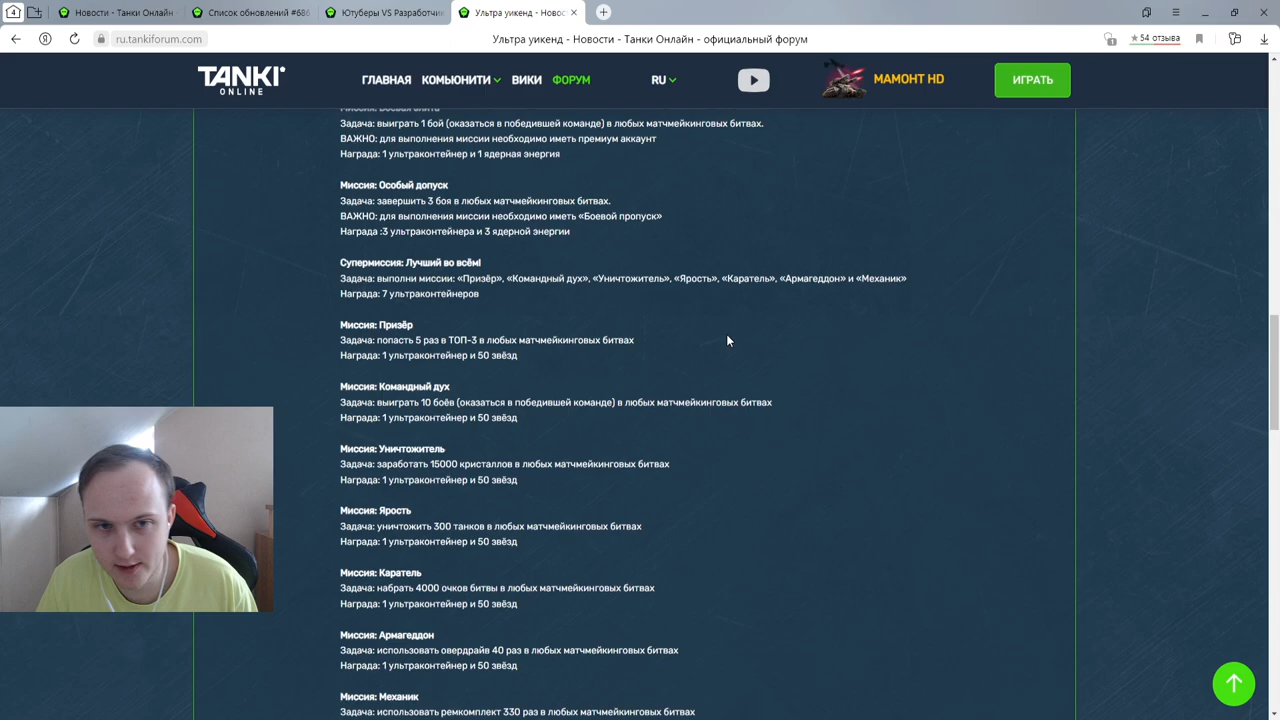 4
Новости - Танки Онлайн -
Список обновлений #686
Ютуберы VS Разработчик
Ультра уикенд - Новос
ru.tankiforum.com
Ультра уикенд - Новости - Танки Онлайн - официальный форум
★54 отзыва
TANKI
ONLINE
ГЛАВНАЯ
КОМЬЮНИТИ
ВИКИ
ФОРУМ
RU
МАМОНТ HD
ИГРАТЬ
Миссия: Боевая элита
Задача: выиграть 1 бой (оказаться в победившей команде) в любых матчмейкинговых битвах.
ВАЖНО: для выполнения миссии необходимо иметь премиум аккаунт
Награда: 1 ультраконтейнер и 1 ядерная энергия
Миссия: Особый допуск
Задача: завершить 3 боя в любых матчмейкинговых битвах.
ВАЖНО: для выполнения миссии необходимо иметь «Боевой пропуск»
Награда :3 ультраконтейнера и 3 ядерной энергии
Супермиссия: Лучший во всём!
Задача: выполни миссии: «Призёр», «Командный дух», «Уничтожитель», «Ярость», «Каратель», «Армагеддон» и «Механик»
Награда: 7 ультраконтейнеров
Миссия: Призёр
Задача: попасть 5 раз в ТОП-3 в любых матчмейкинговых битвах
Награда: 1 ультраконтейнер и 50 звёзд
Миссия: Командный дух
Задача: выиграть 10 боёв (оказаться в победившей команде) в любых матчмейкинговых битвах
Награда: 1 ультраконтейнер и 50 звёзд
Миссия: Уничтожитель
Задача: заработать 15000 кристаллов в любых матчмейкинговых битвах
Награда: 1 ультраконтейнер и 50 звёзд
Миссия: Ярость
Задача: уничтожить 300 танков в любых матчмейкинговых битвах
Награда: 1 ультраконтейнер и 50 звёзд
Миссия: Каратель
Задача: набрать 4000 очков битвы в любых матчмейкинговых битвах
Награда: 1 ультраконтейнер и 50 звёзд
Миссия: Армагеддон
Задача: использовать овердрайв 40 раз в любых матчмейкинговых битвах
Награда: 1 ультраконтейнер и 50 звёзд
Миссия: Механик
Задача: использовать ремкомплект 330 раз в любых матчмейкинговых битвах